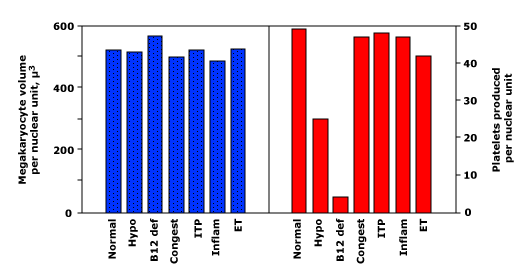 Megakaryocyte volume
per nuclear unit, μ³
600
400
200
0
Normal
Hypo
B12 def
Congest
ITP
Inflam
ET
Normal
Hypo
B12 def
Congest
ITP
Inflam
ET
50
40
30
20
10
0
Platelets produced
per nuclear unit